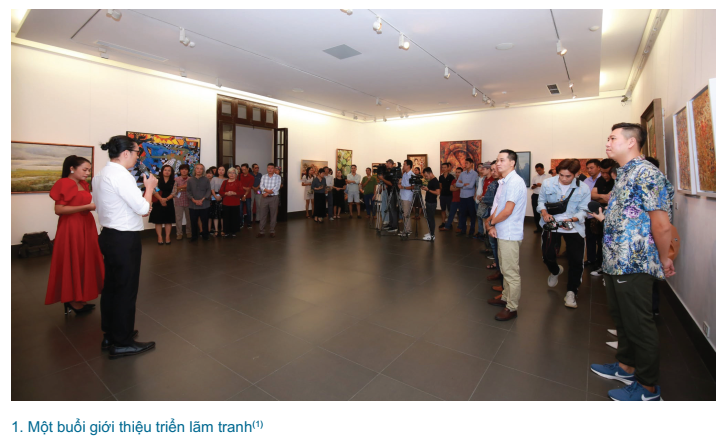 1. Một buổi giới thiệu triển lãm tranh⁽¹⁾